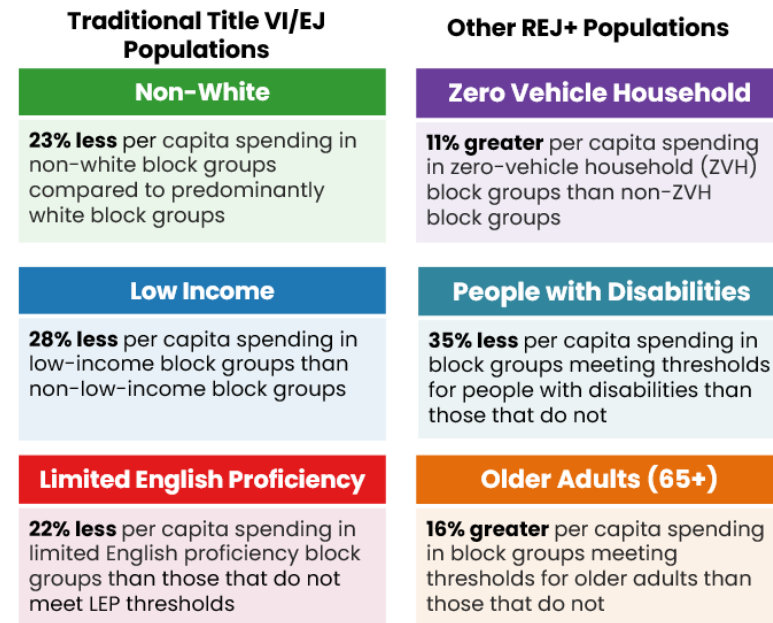 Traditional Title VI/EJ
Populations
Non-White
23% less per capita spending in
non-white block groups
compared to predominantly
white block groups
Low Income
28% less per capita spending in
low-income block groups than
non-low-income block groups
Limited English Proficiency
22% less per capita spending in
limited English proficiency block
groups than those that do not
meet LEP thresholds
Other REJ+ Populations
Zero Vehicle Household
11% greater per capita spending
in zero-vehicle household (ZVH)
block groups than non-ZVH
block groups
People with Disabilities
35% less per capita spending in
block groups meeting thresholds
for people with disabilities than
those that do not
Older Adults (65+)
16% greater per capita spending
in block groups meeting
thresholds for older adults than
those that do not